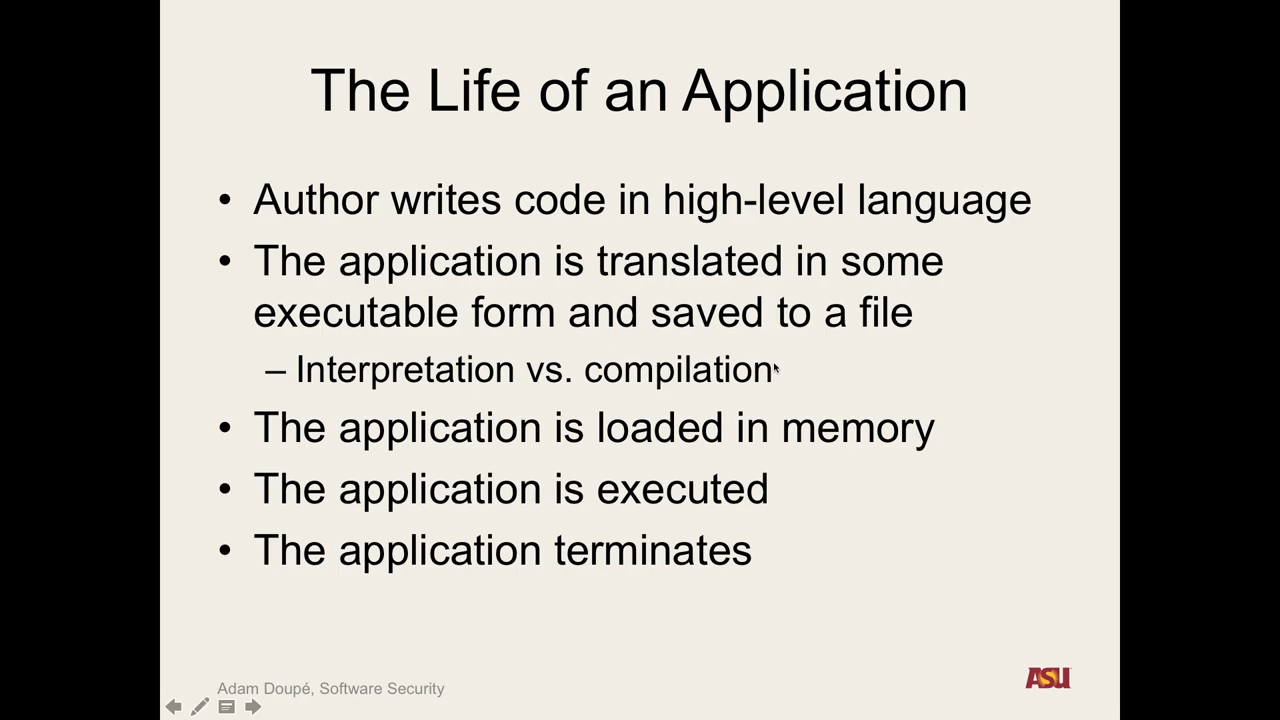 The Life of an Application
• Author writes code in high-level language
• The application is translated in some
executable form and saved to a file
– Interpretation vs. compilation
• The application is loaded in memory
• The application is executed
• The application terminates
Adam Doupé, Software Security
ASU